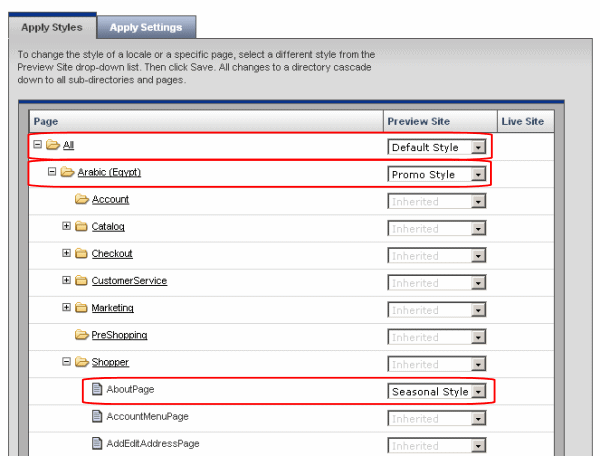 Apply Styles Apply Settings
To change the style of a locale or a specific page, select a different style from the
Preview Site drop-down list. Then click Save. All changes to a directory cascade
down to all sub-directories and pages.
Page Preview Site Live Site
All Default Style
Arabic (Egypt) Promo Style
Account Inherited
Catalog Inherited
Checkout Inherited
CustomerService Inherited
Marketing Inherited
PreShopping Inherited
Shopper Inherited
AboutPage Seasonal Style
AccountMenuPage Inherited
AddEditAddressPage Inherited